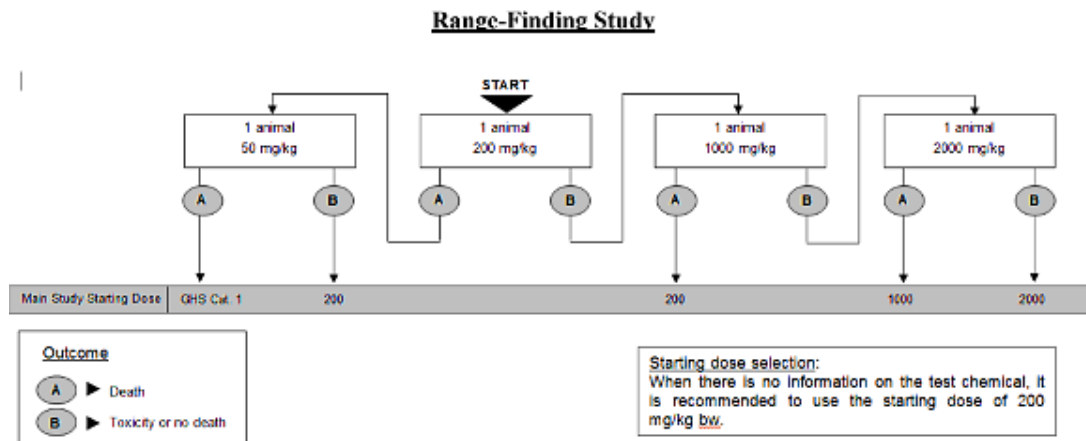 Range-Finding Study
START
1 animal
50 mg/kg
1 animal
200 mg/kg
1 animal
1000 mg/kg
1 animal
2000 mg/kg
A
B
A
B
A
B
A
B
Main Study Starting Dose
GHS Cat. 1
200
200
1000
2000
Outcome
A
Death
B
Toxicity or no death
Starting dose selection:
When there is no information on the test chemical, it
is recommended to use the starting dose of 200
mg/kg bw.